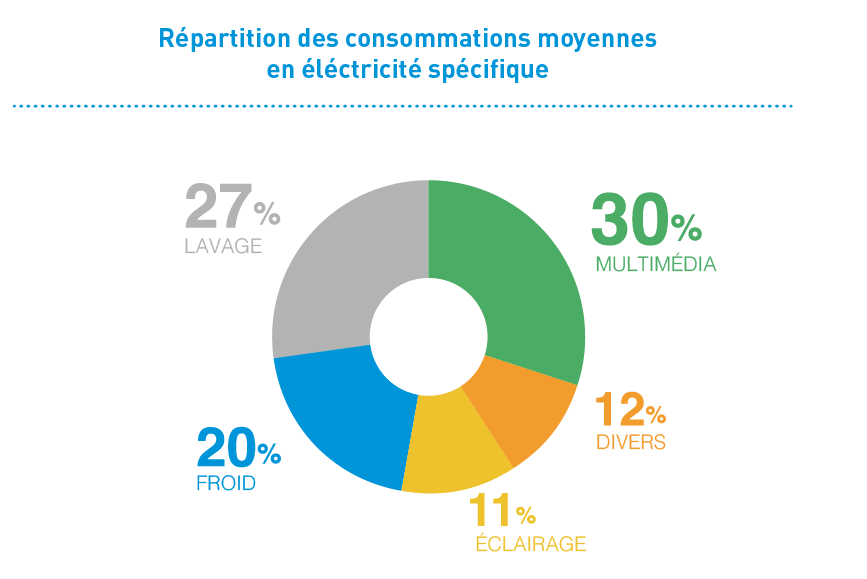 Répartition des consommations moyennes
en éléctricité spécifique
27%
LAVAGE
30%
MULTIMÉDIA
12%
DIVERS
20%
FROID
11%
ÉCLAIRAGE